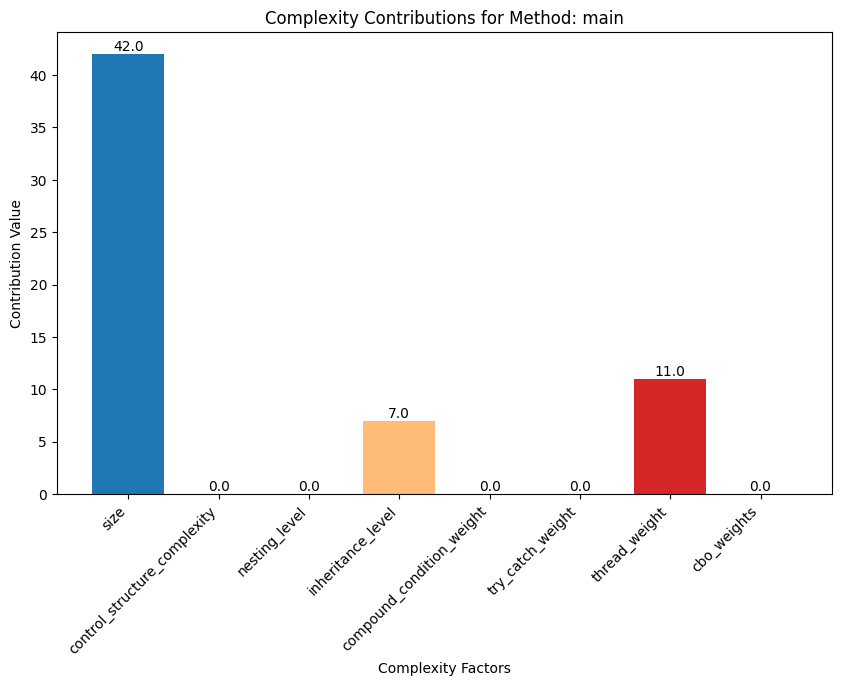 Complexity Contributions for Method: main
Contribution Value
40
35
30
25
20
15
10
5
0
42.0
0.0
0.0
7.0
0.0
0.0
11.0
0.0
size
control_structure_complexity
nesting_level
inheritance_level
compound_condition_weight
try_catch_weight
thread_weight
cbo_weights
Complexity Factors